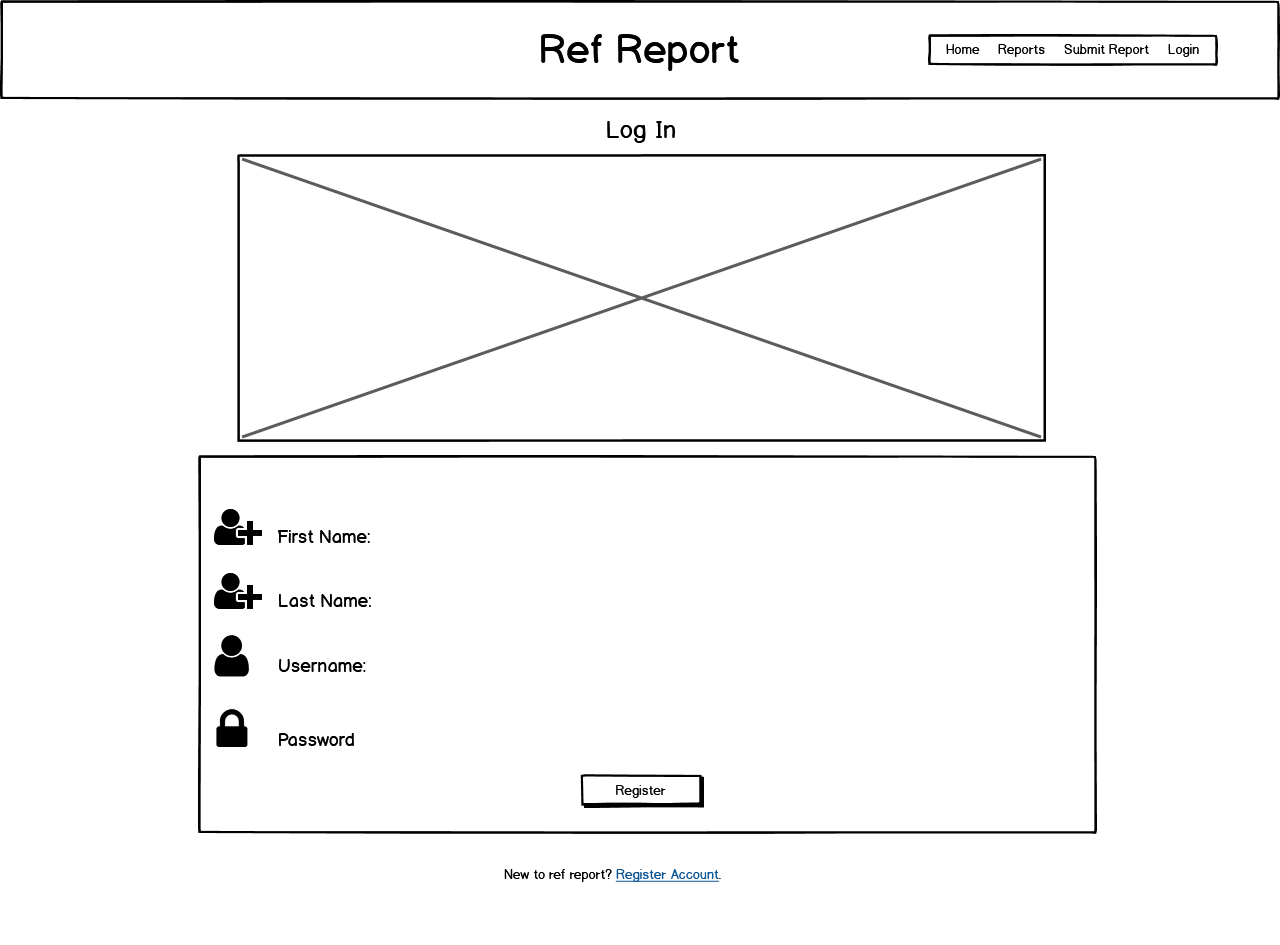 Ref Report
Home Reports Submit Report Login
Log In
First Name:
Last Name:
Username:
Password
Register
New to ref report? Register Account.